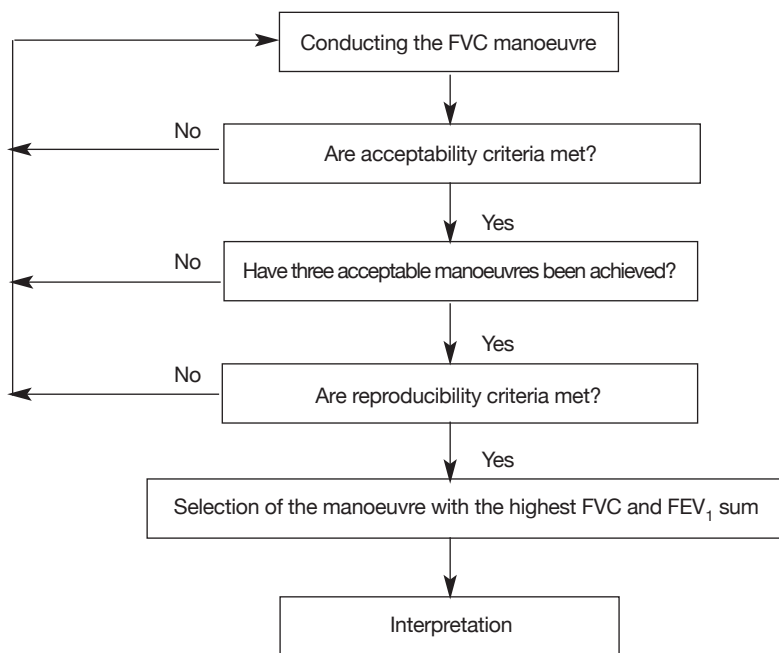 Conducting the FVC manoeuvre
No
Are acceptability criteria met?
Yes
No
Have three acceptable manoeuvres been achieved?
Yes
No
Are reproducibility criteria met?
Yes
Selection of the manoeuvre with the highest FVC and FEV₁ sum
Interpretation